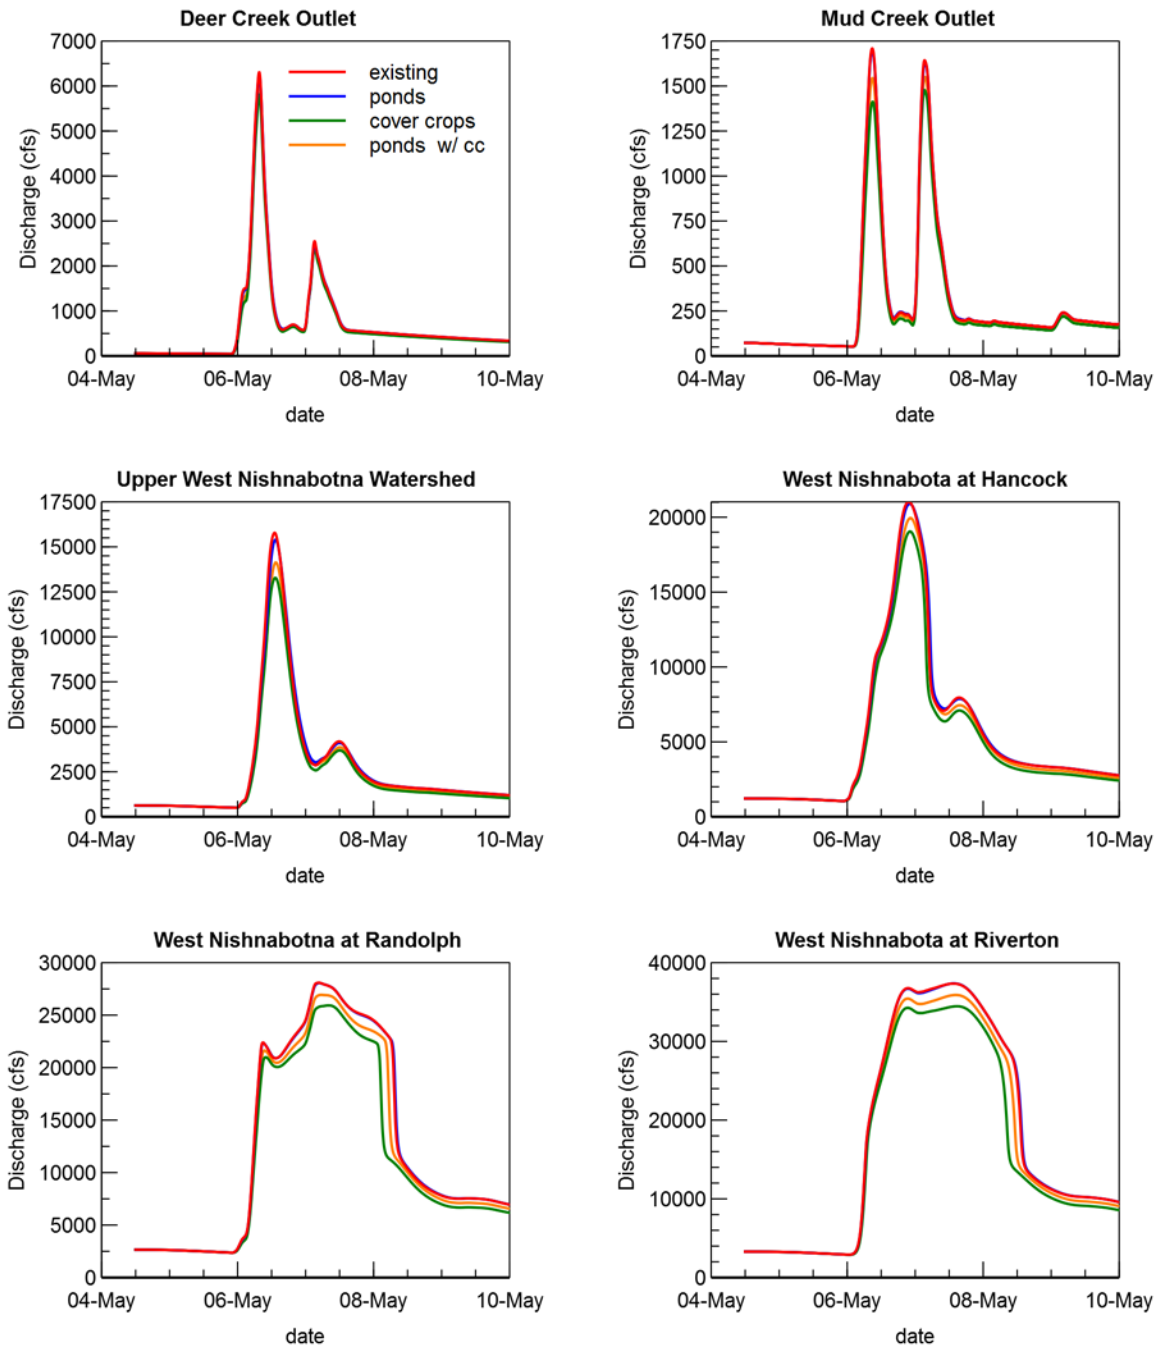 Deer Creek Outlet
Discharge (cfs)
7000
6000
5000
4000
3000
2000
1000
0
existing
ponds
cover crops
ponds w/ cc
04-May 06-May 08-May 10-May
date
Mud Creek Outlet
Discharge (cfs)
1750
1500
1250
1000
750
500
250
0
04-May 06-May 08-May 10-May
date
Upper West Nishnabotna Watershed
Discharge (cfs)
17500
15000
12500
10000
7500
5000
2500
0
04-May 06-May 08-May 10-May
date
West Nishnabota at Hancock
Discharge (cfs)
20000
15000
10000
5000
0
04-May 06-May 08-May 10-May
date
West Nishnabotna at Randolph
Discharge (cfs)
30000
25000
20000
15000
10000
5000
0
04-May 06-May 08-May 10-May
date
West Nishnabota at Riverton
Discharge (cfs)
40000
30000
20000
10000
0
04-May 06-May 08-May 10-May
date